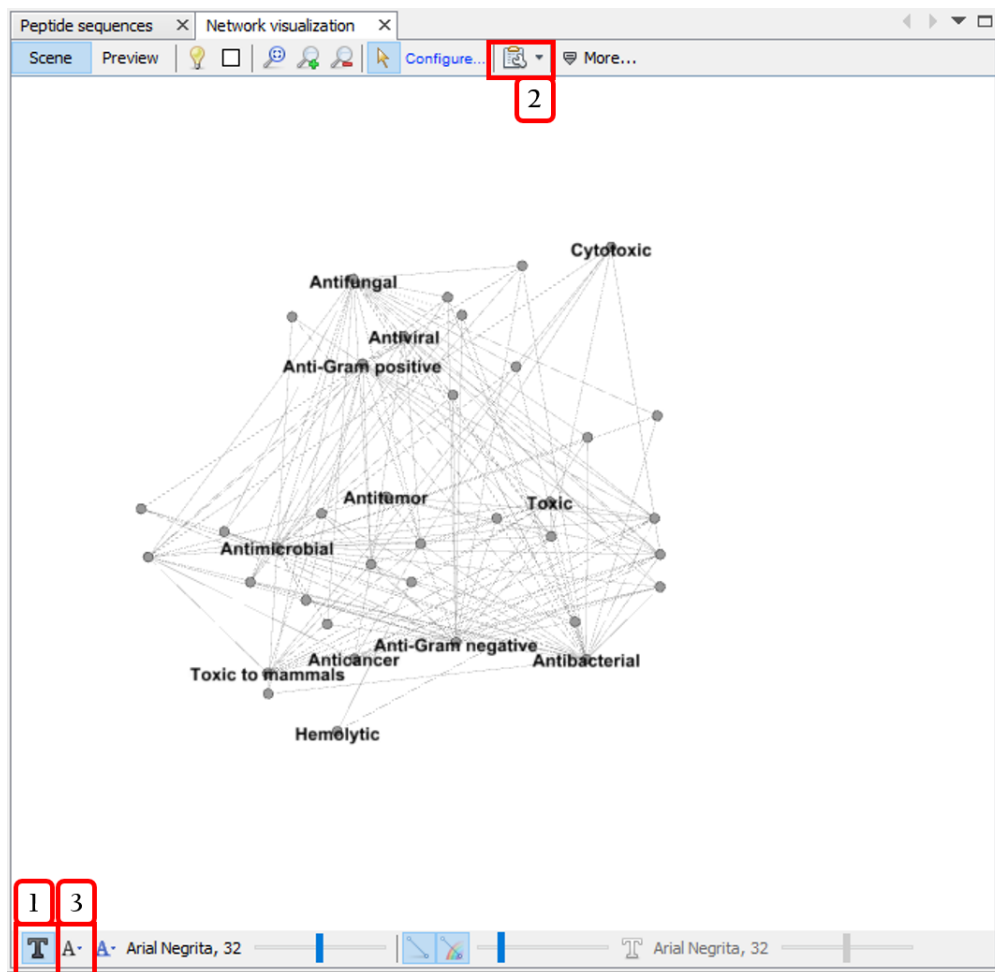 Peptide sequences
Network visualization
Scene Preview Configure... More...
2
Cytotoxic
Antifungal
Antiviral
Anti-Gram positive
Antitumor
Toxic
Antimicrobial
Anti-Gram negative
Anticancer
Antibacterial
Toxic to mammals
Hemolytic
1 3
T A A Arial Negrita, 32 T Arial Negrita, 32